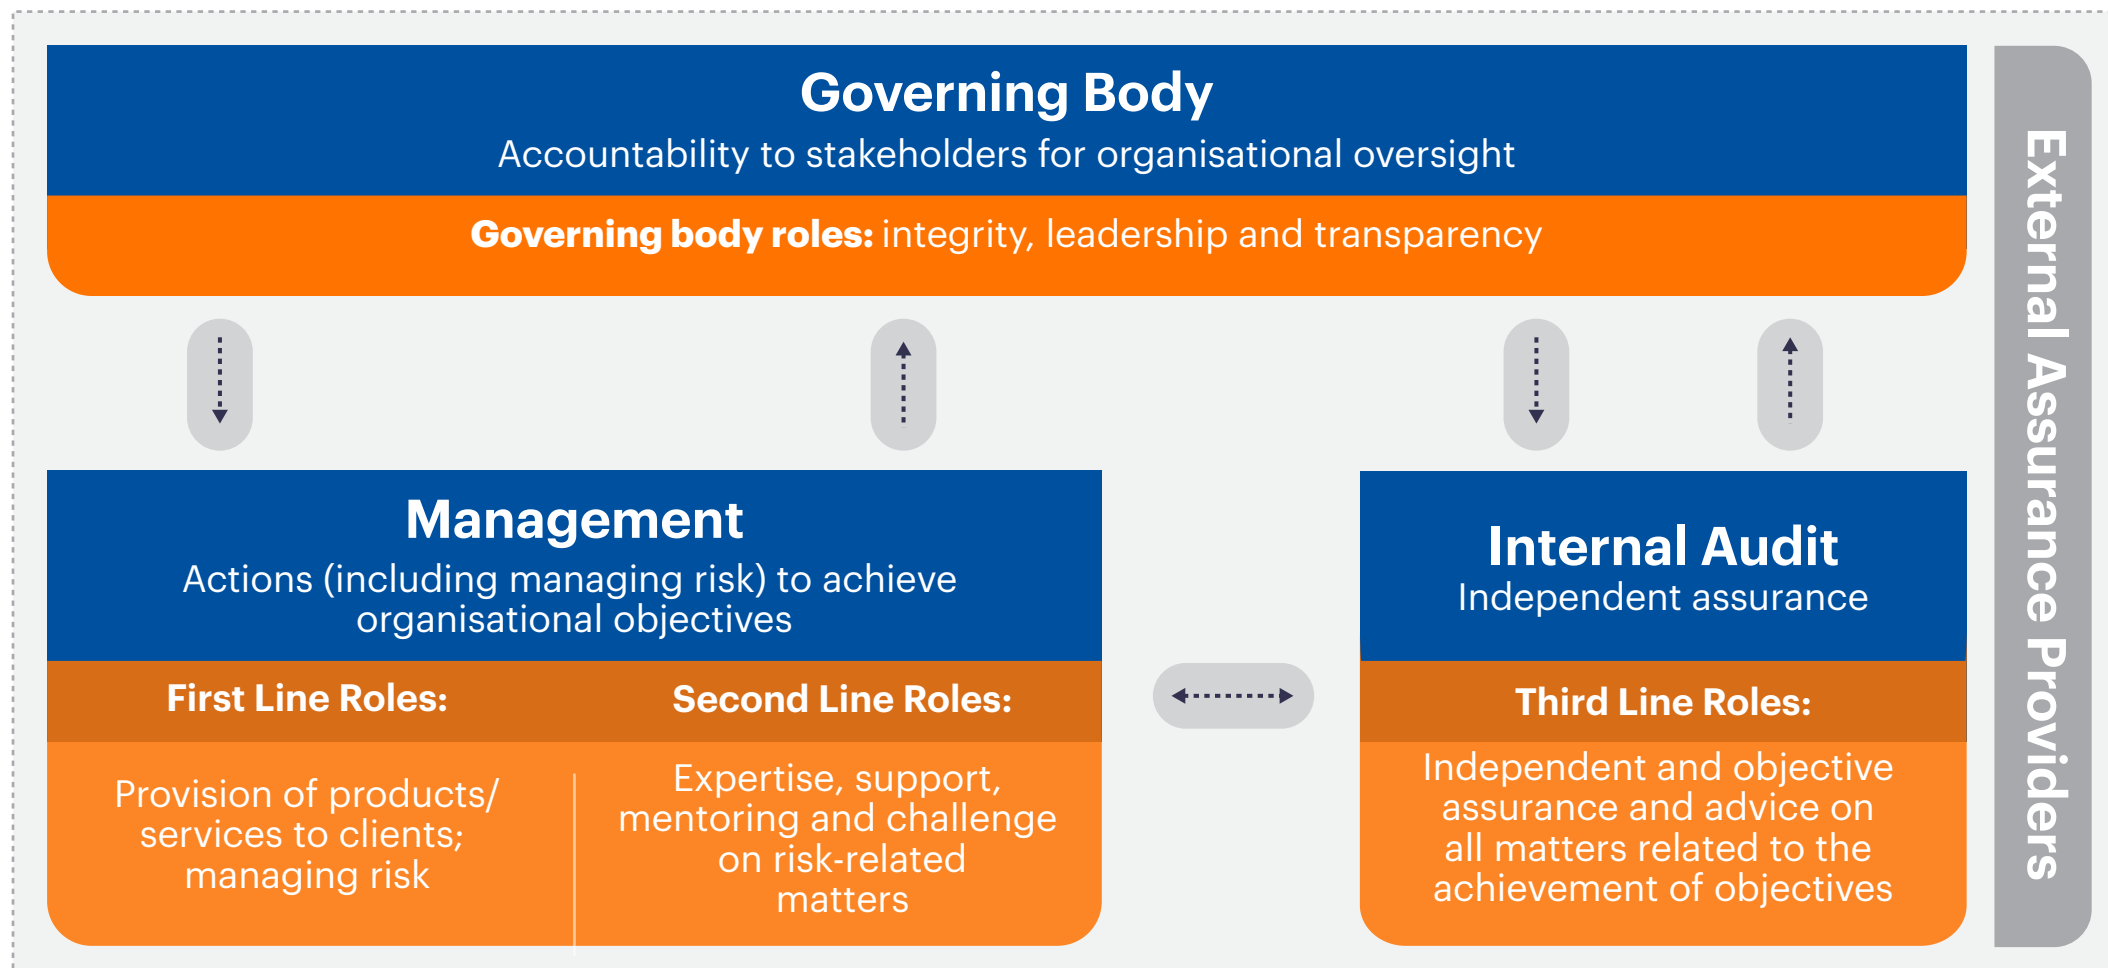 Governing Body
Accountability to stakeholders for organisational oversight
Governing body roles: integrity, leadership and transparency
Management
Actions (including managing risk) to achieve
organisational objectives
First Line Roles:
Provision of products/
services to clients;
managing risk
Second Line Roles:
Expertise, support,
mentoring and challenge
on risk-related
matters
Internal Audit
Independent assurance
Third Line Roles:
Independent and objective
assurance and advice on
all matters related to the
achievement of objectives
External Assurance Providers